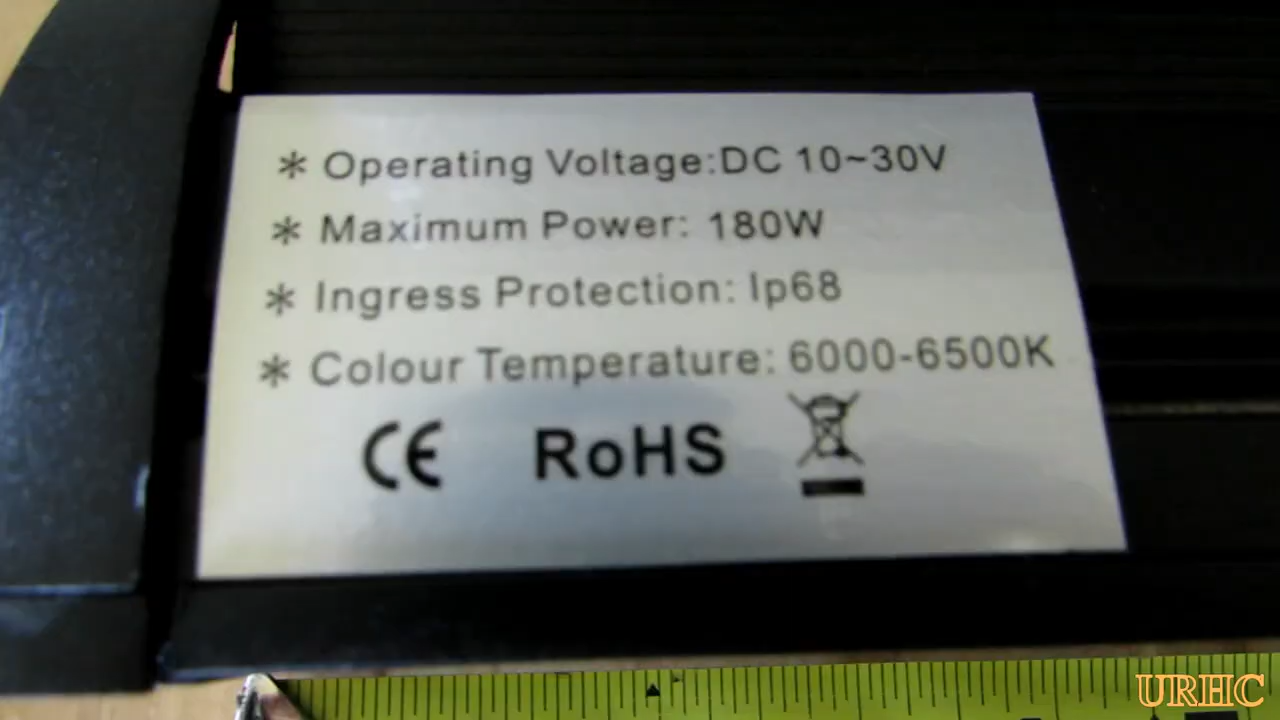 * Operating Voltage:DC 10~30V
* Maximum Power: 180W
* Ingress Protection: Ip68
* Colour Temperature: 6000-6500K
CE RoHS
URHC